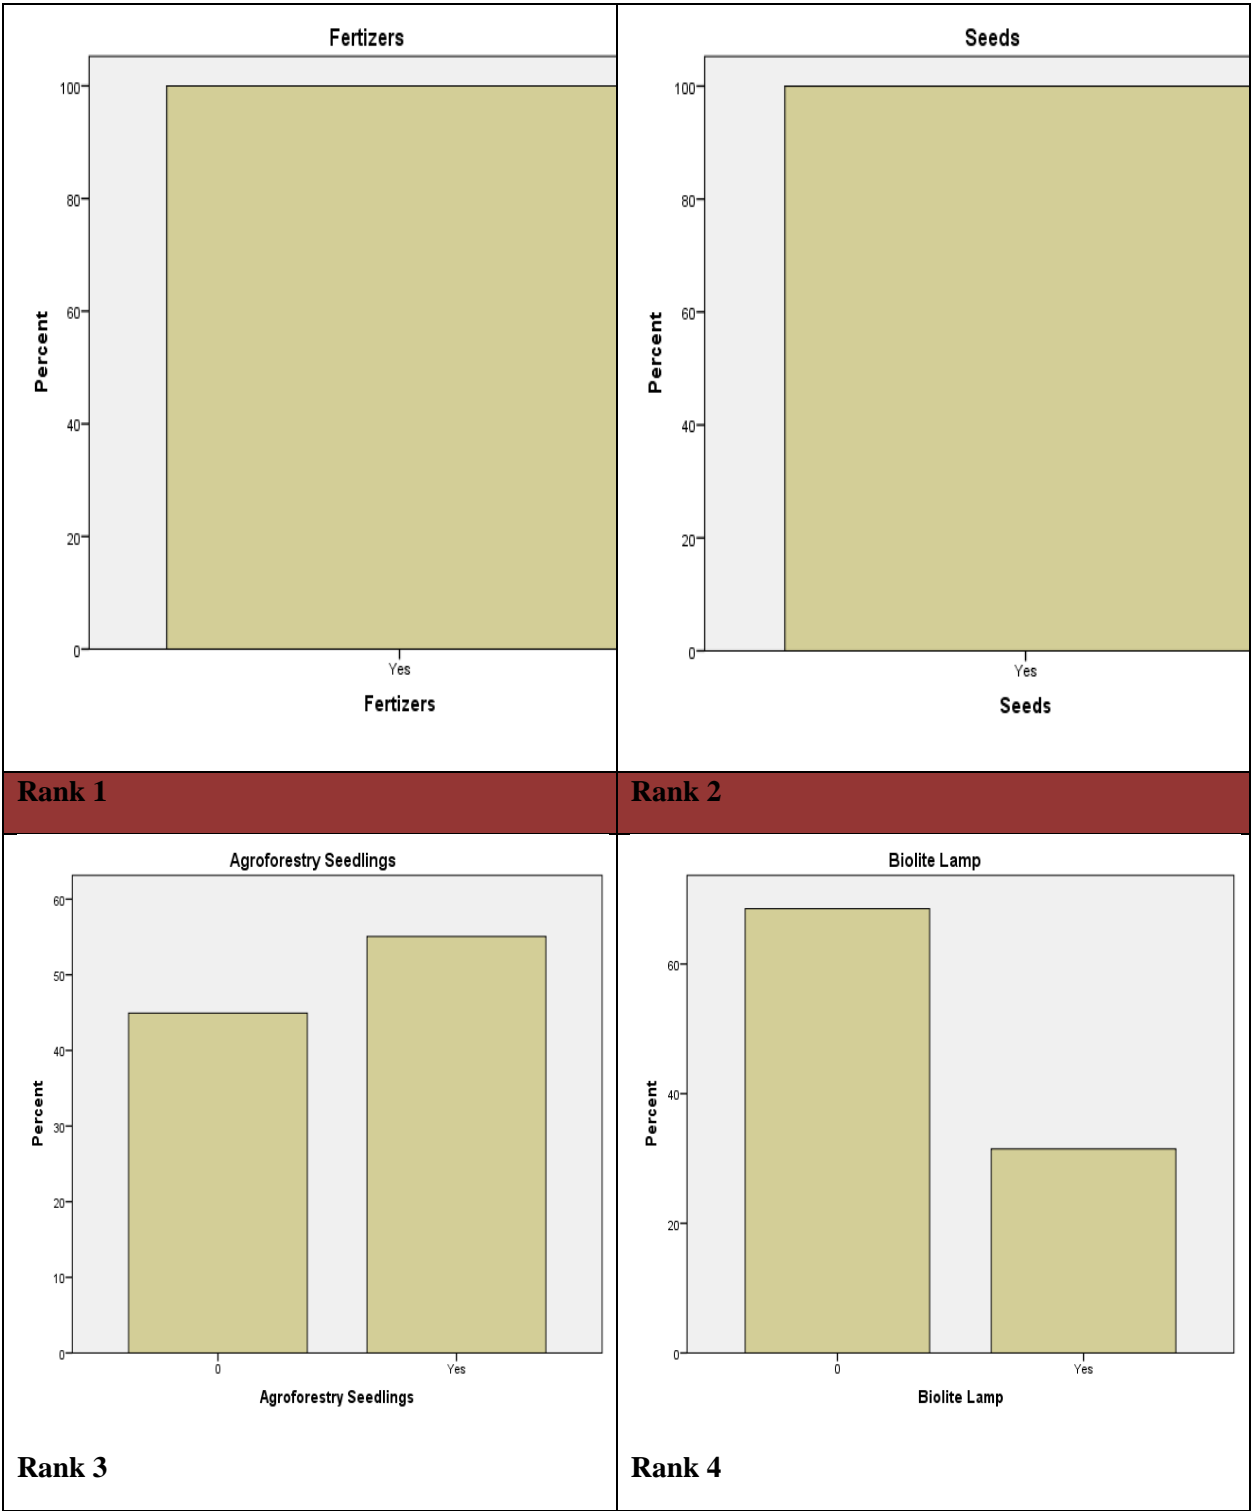 Fertizers
Percent
100
80
60
40
20
0
Yes
Fertizers
Seeds
Percent
100
80
60
40
20
0
Yes
Seeds
Rank 1
Rank 2
Agroforestry Seedlings
Percent
60
50
40
30
20
10
0
0 Yes
Agroforestry Seedlings
Biolite Lamp
Percent
60
40
20
0
0 Yes
Biolite Lamp
Rank 3
Rank 4